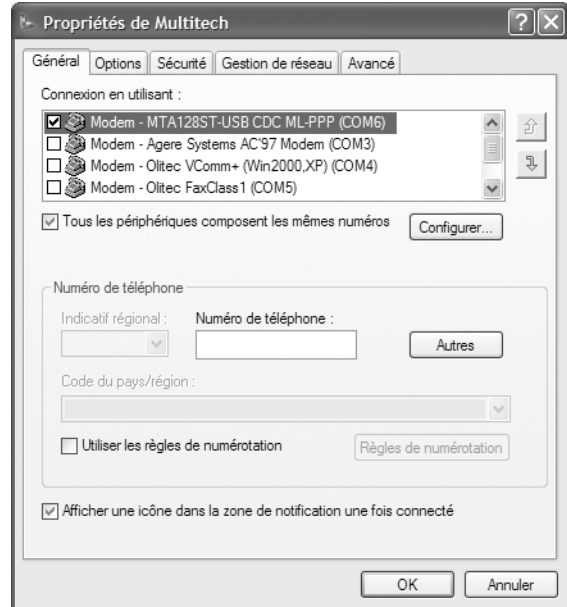 Propriétés de Multitech
Général Options Sécurité Gestion de réseau Avancé
Connexion en utilisant :
Modem - MTA128ST-USB CDC ML-PPP (COM6)
Modem - Agere Systems AC'97 Modem (COM3)
Modem - Olitec VComm+ (Win2000,XP) (COM4)
Modem - Olitec FaxClass1 (COM5)
Tous les périphériques composent les mêmes numéros
Configurer...
Numéro de téléphone
Indicatif régional : Numéro de téléphone :
Autres
Code du pays/région :
Utiliser les règles de numérotation Règles de numérotation
Afficher une icône dans la zone de notification une fois connecté
OK Annuler